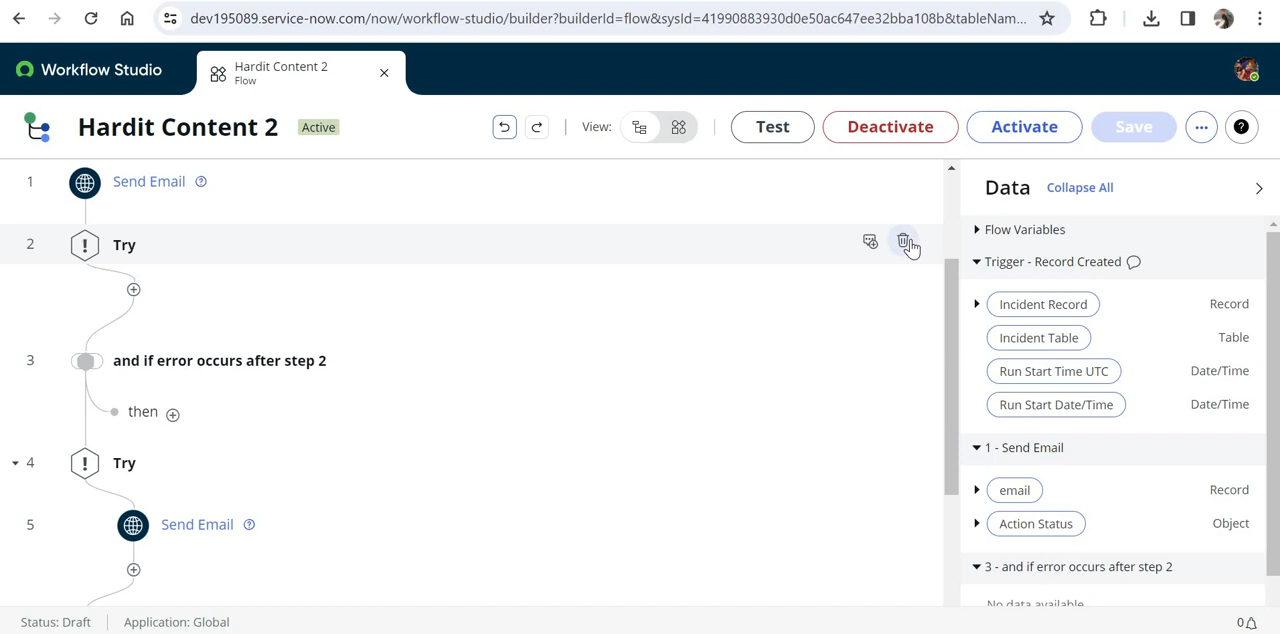 dev195089.service-now.com/now/workflow-studio/builder?builderId=flow&sysId=41990883930d0e50ac647ee32bba108b&tableNam...
Workflow Studio
Hardit Content 2
Flow
Hardit Content 2
Active
View:
Test
Deactivate
Activate
Save
1
Send Email
2
Try
3
and if error occurs after step 2
then
4
Try
5
Send Email
Data
Collapse All
Flow Variables
Trigger - Record Created
Incident Record Record
Incident Table Table
Run Start Time UTC Date/Time
Run Start Date/Time Date/Time
1 - Send Email
email Record
Action Status Object
3 - and if error occurs after step 2
No data available
Status: Draft
Application: Global
0